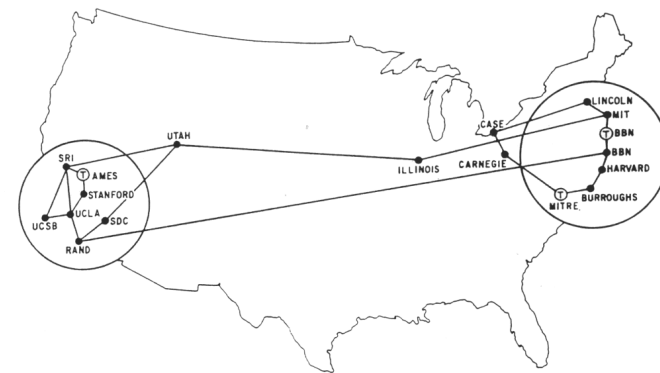 LINCOLN
MIT
T BBN
CASE
UTAH
BBN
SRI
CARNEGIE
ILLINOIS
HARVARD
T AMES
STANFORD
BURROUGHS
T
MITRE
UCSB
UCLA
SDC
RAND